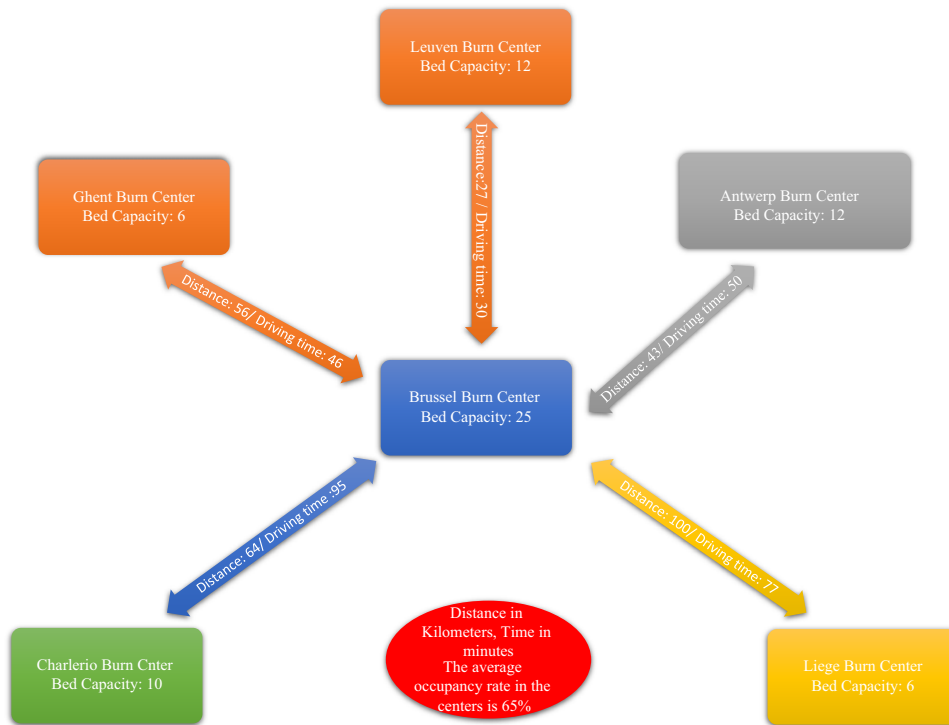 Leuven Burn Center
Bed Capacity: 12
Distance:27 / Driving time: 30
Ghent Burn Center
Bed Capacity: 6
Antwerp Burn Center
Bed Capacity: 12
Distance: 56/ Driving time: 46
Distance: 43/ Driving time: 50
Brussel Burn Center
Bed Capacity: 25
Distance: 64/ Driving time :95
Distance: 100/ Driving time: 77
Charlerio Burn Cnter
Bed Capacity: 10
Distance in
Kilometers, Time in
minutes
The average
occupancy rate in the
centers is 65%
Liege Burn Center
Bed Capacity: 6